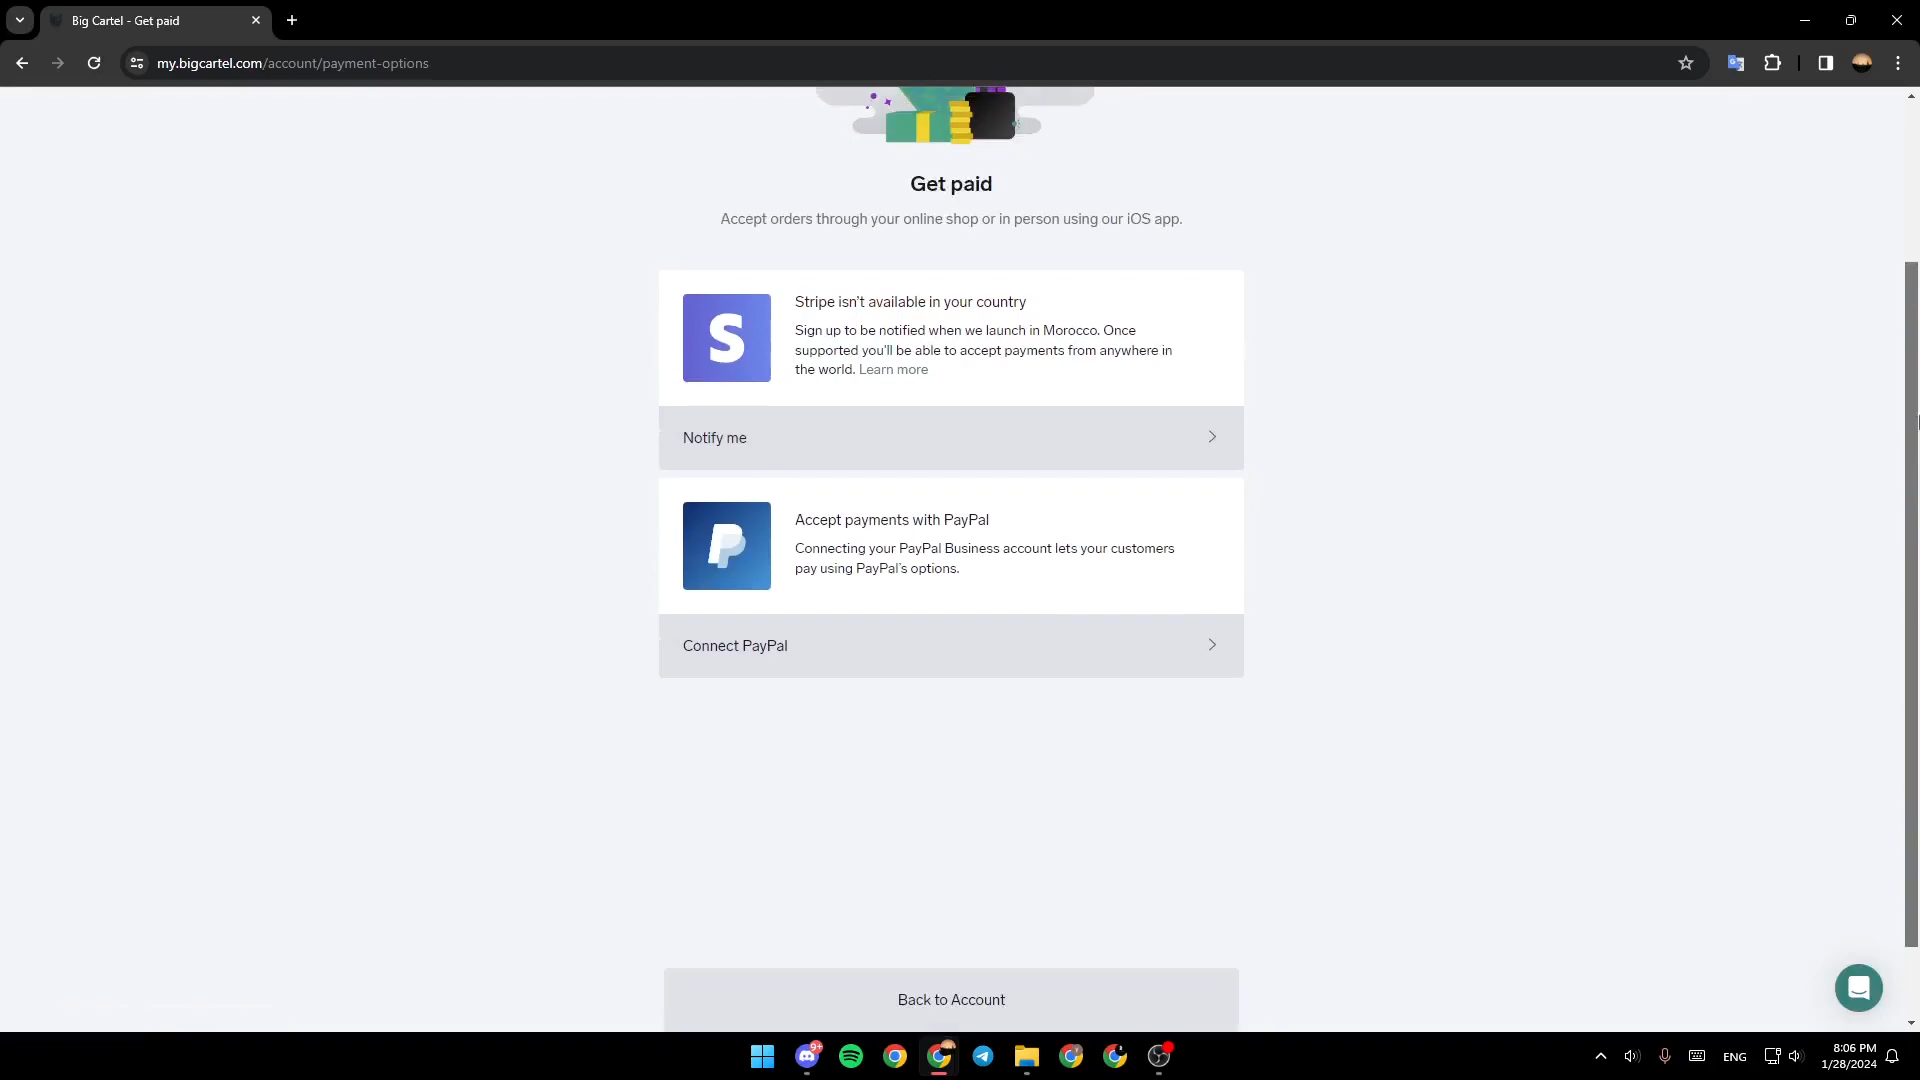 Big Cartel - Get paid
my.bigcartel.com/account/payment-options
Get paid
Accept orders through your online shop or in person using our iOS app.
S
Stripe isn't available in your country
Sign up to be notified when we launch in Morocco. Once
supported you'll be able to accept payments from anywhere in
the world. Learn more
Notify me
Accept payments with PayPal
Connecting your PayPal Business account lets your customers
pay using PayPal's options.
Connect PayPal
Back to Account
9+
ENG
8:06 PM
1/28/2024